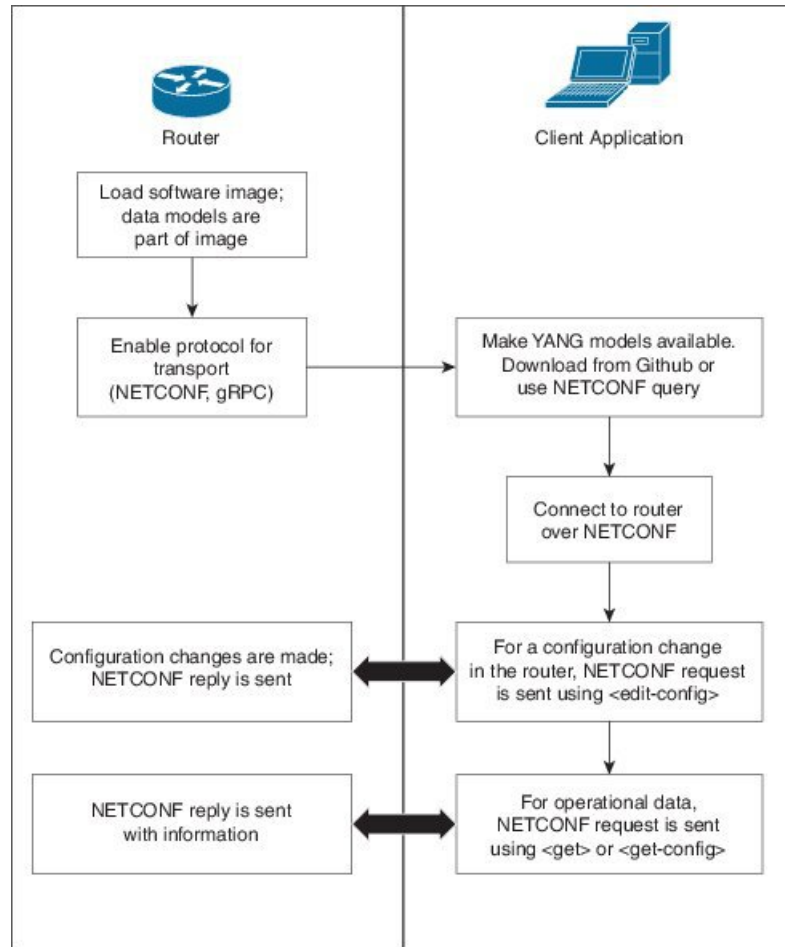 Router
Client Application
Load software image;
data models are
part of image
Enable protocol for
transport
(NETCONF, gRPC)
Make YANG models available.
Download from Github or
use NETCONF query
Connect to router
over NETCONF
Configuration changes are made;
NETCONF reply is sent
For a configuration change
in the router, NETCONF request
is sent using <edit-config>
NETCONF reply is sent
with information
For operational data,
NETCONF request is sent
using <get> or <get-config>